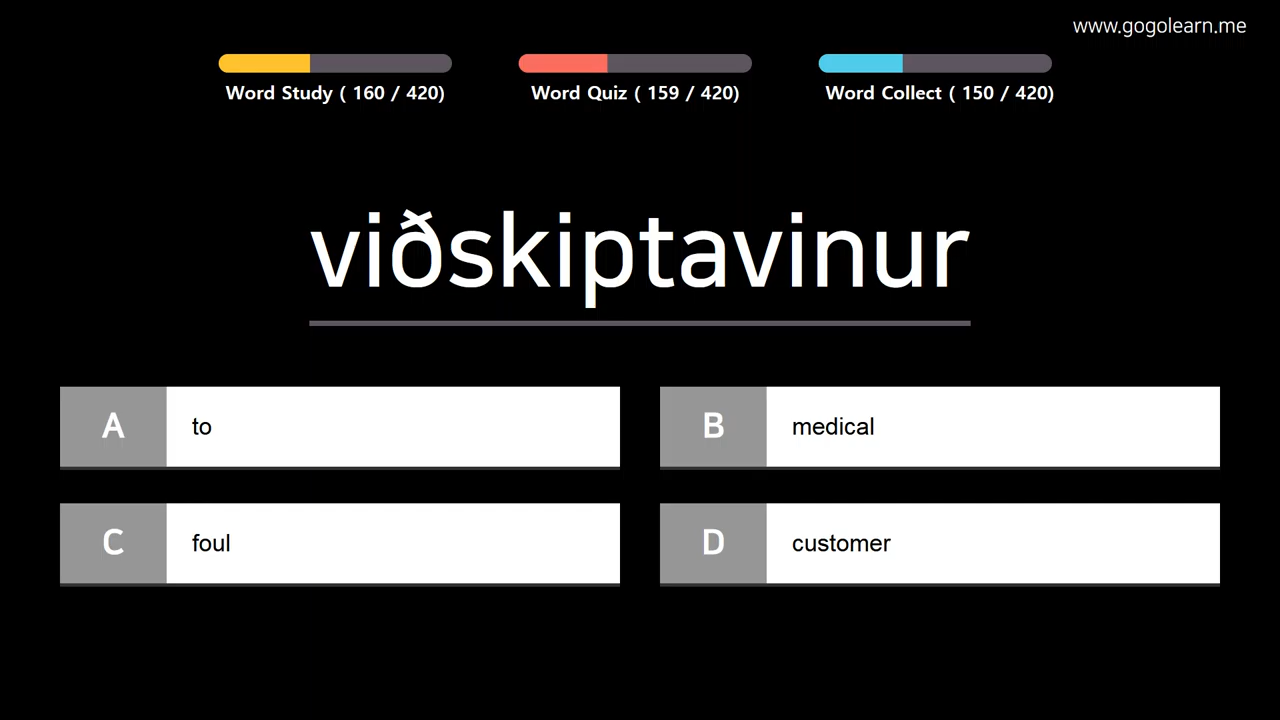 www.gogolearn.me
Word Study ( 160 / 420)
Word Quiz ( 159 / 420)
Word Collect ( 150 / 420)
viðskiptavinur
A to
B medical
C foul
D customer